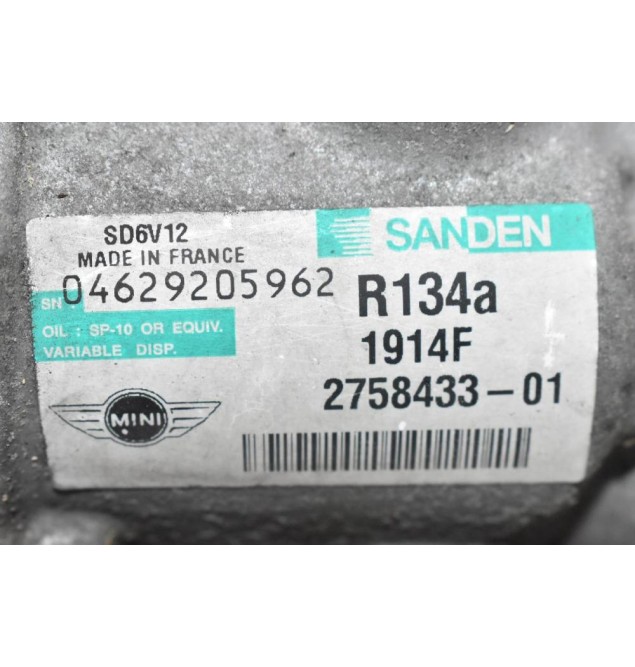 SD6V12
MADE IN FRANCE
SANDEN
SN : 04629205962
R134a
OIL : SP-10 OR EQUIV.
VARIABLE DISP.
1914F
2758433-01
MINI